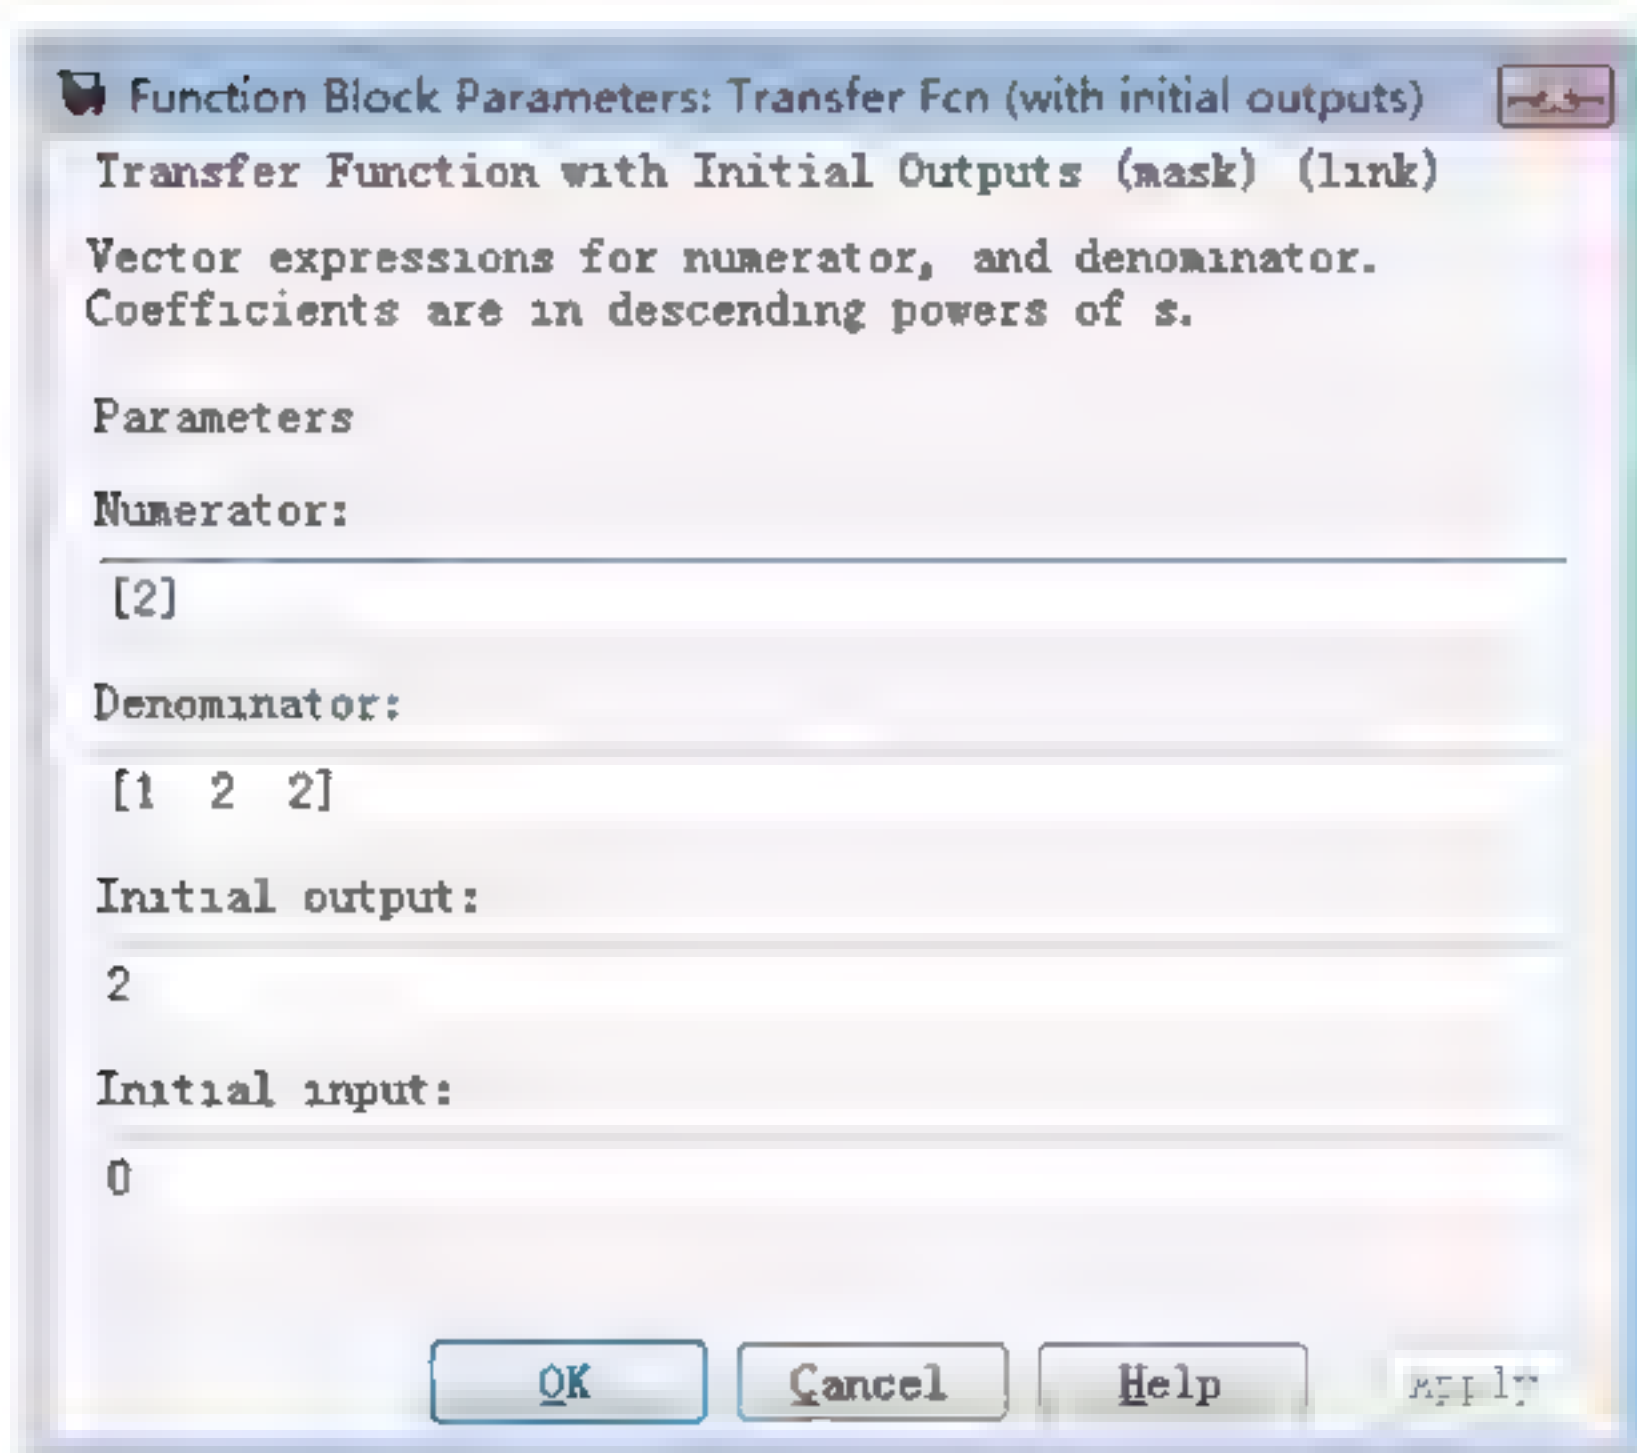 Function Block Parameters: Transfer Fcn (with initial outputs)
Transfer Function with Initial Outputs (mask) (link)
Vector expressions for numerator, and denominator.
Coefficients are in descending powers of s.
Parameters
Numerator:
[2]
Denominator:
[1 2 2]
Initial output:
2
Initial input:
0
OK Cancel Help Apply